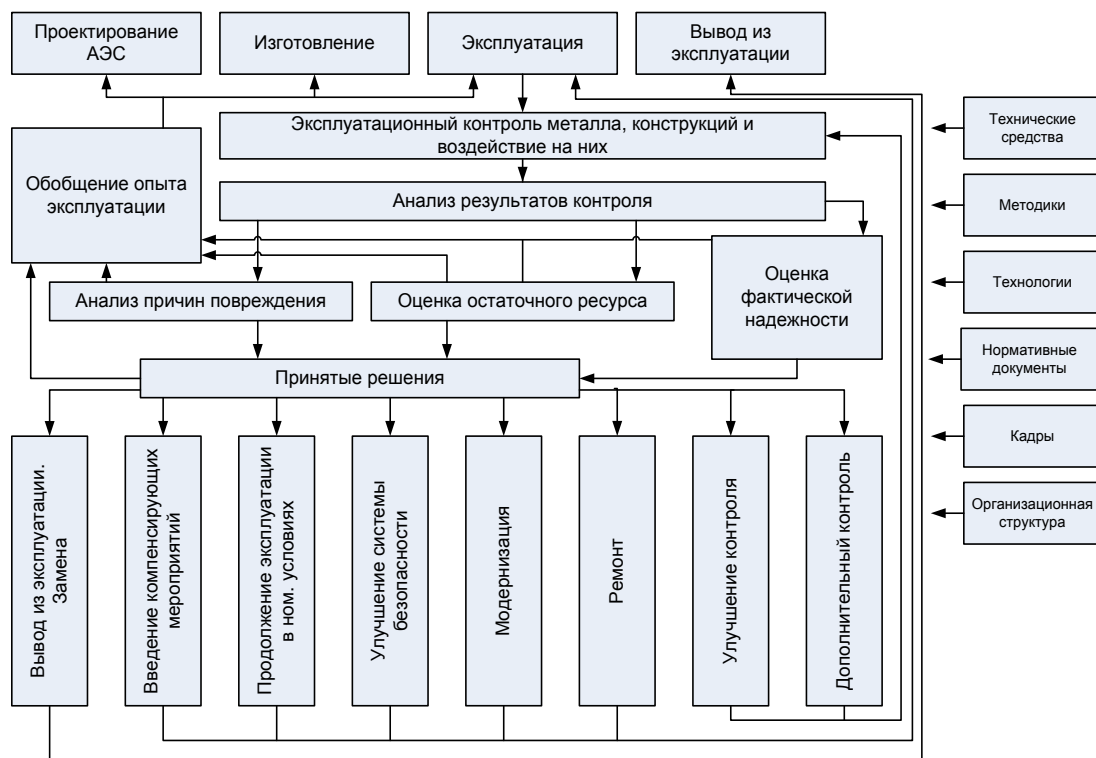 Проектирование
АЭС
Изготовление
Эксплуатация
Вывод из
эксплуатации
Эксплуатационный контроль металла, конструкций и
воздействие на них
Технические
средства
Обобщение опыта
эксплуатации
Анализ результатов контроля
Методики
Анализ причин повреждения
Оценка остаточного ресурса
Оценка
фактической
надежности
Технологии
Нормативные
документы
Принятые решения
Кадры
Организационная
структура
Вывод из эксплуатации.
Замена
Введение компенсирующих
мероприятий
Продолжение эксплуатации
в ном. условиях
Улучшение системы
безопасности
Модернизация
Ремонт
Улучшение контроля
Дополнительный контроль